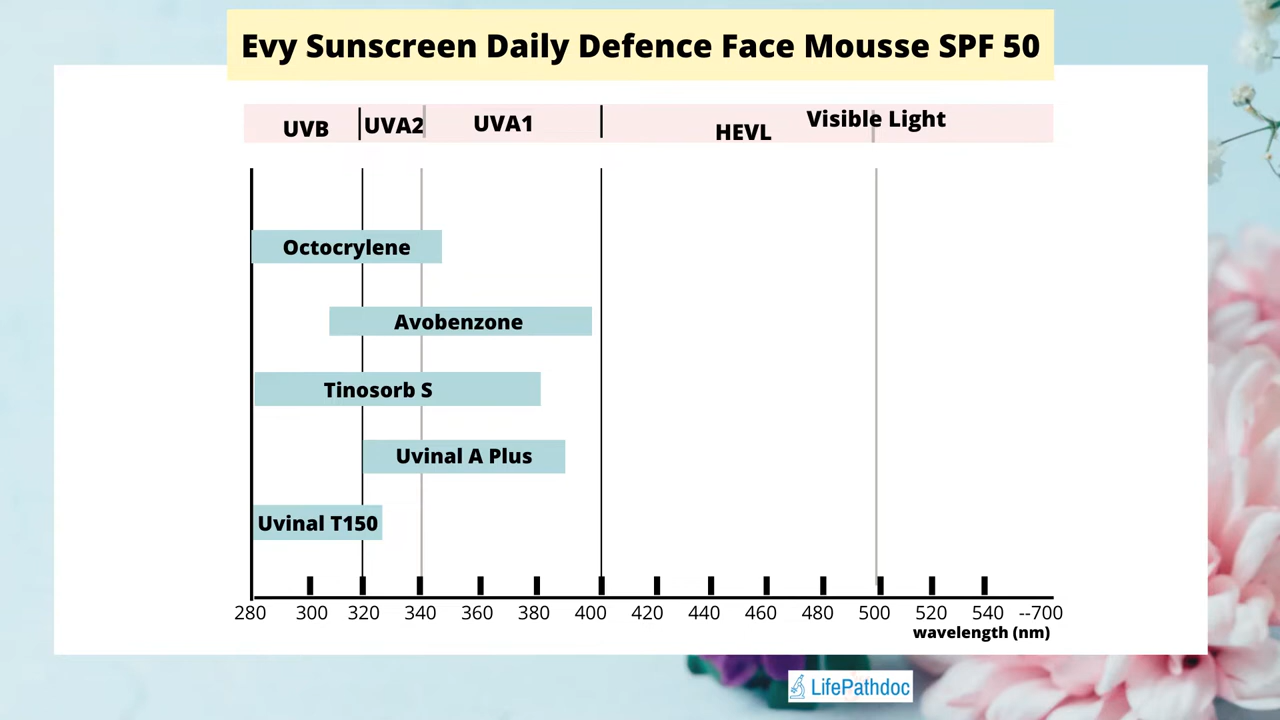 Evy Sunscreen Daily Defence Face Mousse SPF 50
UVB UVA2 UVA1 HEVL Visible Light
Octocrylene
Avobenzone
Tinosorb S
Uvinal A Plus
Uvinal T150
280 300 320 340 360 380 400 420 440 460 480 500 520 540 --700
wavelength (nm)
LifePathdoc